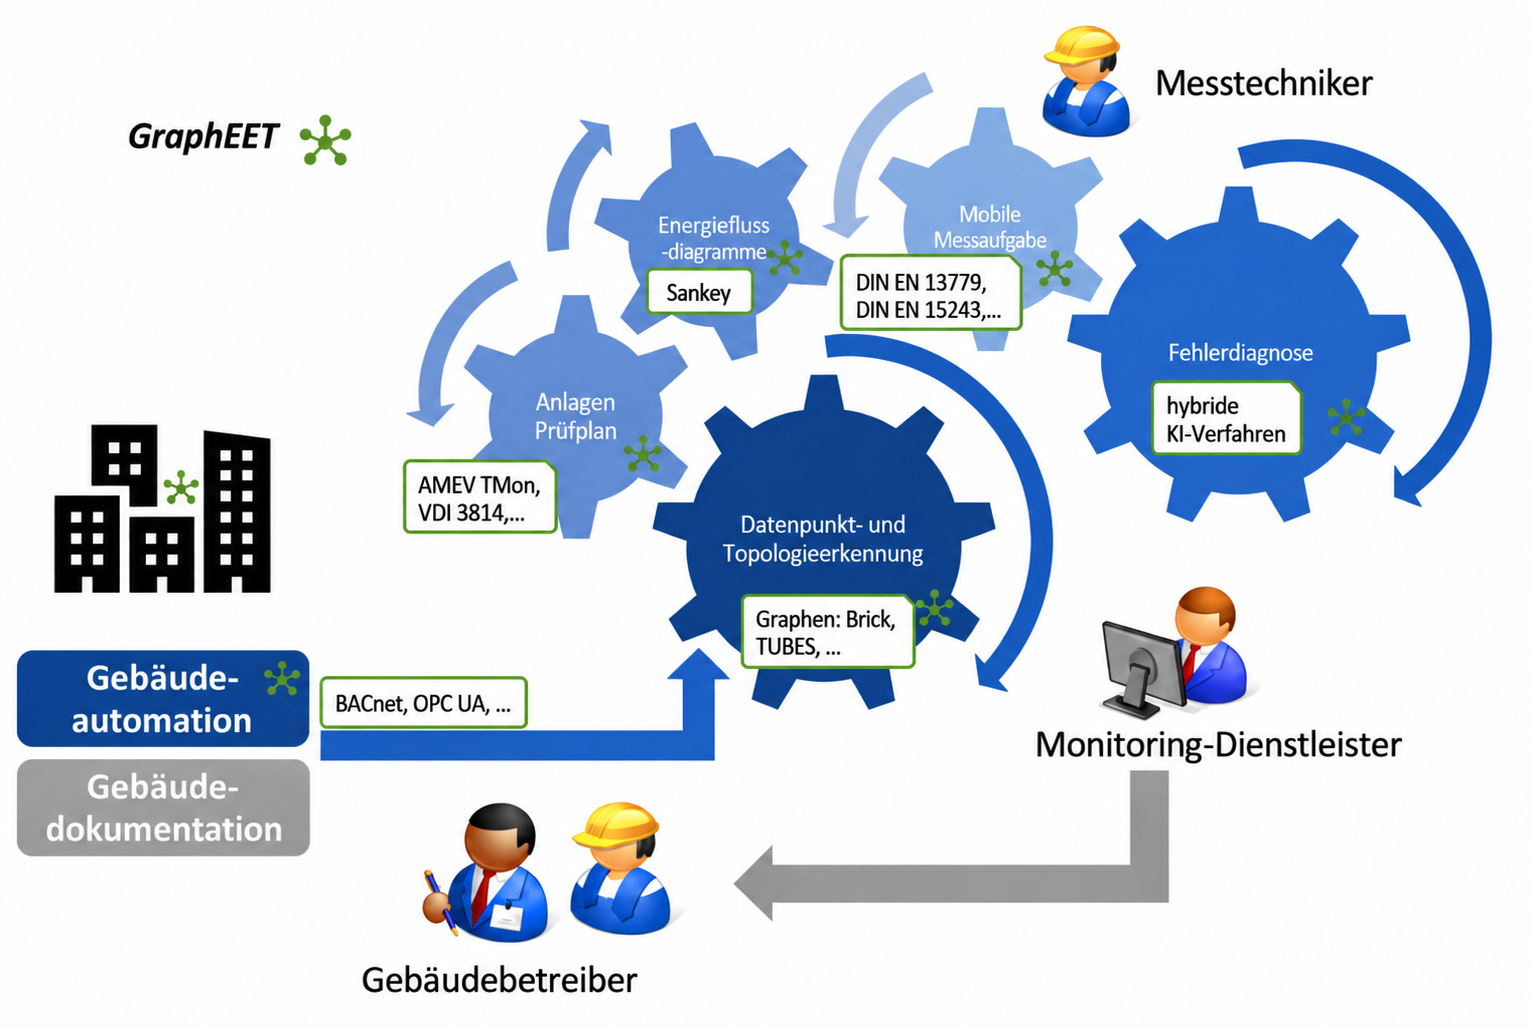 GraphEET
Messtechniker
Energiefluss
-diagramme
Sankey
Mobile
Messaufgabe
DIN EN 13779,
DIN EN 15243,...
Fehlerdiagnose
hybride
KI-Verfahren
Anlagen
Prüfplan
AMEV TMon,
VDI 3814,...
Datenpunkt- und
Topologieerkennung
Graphen: Brick,
TUBES, ...
Gebäude-
automation
BACnet, OPC UA, ...
Gebäude-
dokumentation
Monitoring-Dienstleister
Gebäudebetreiber